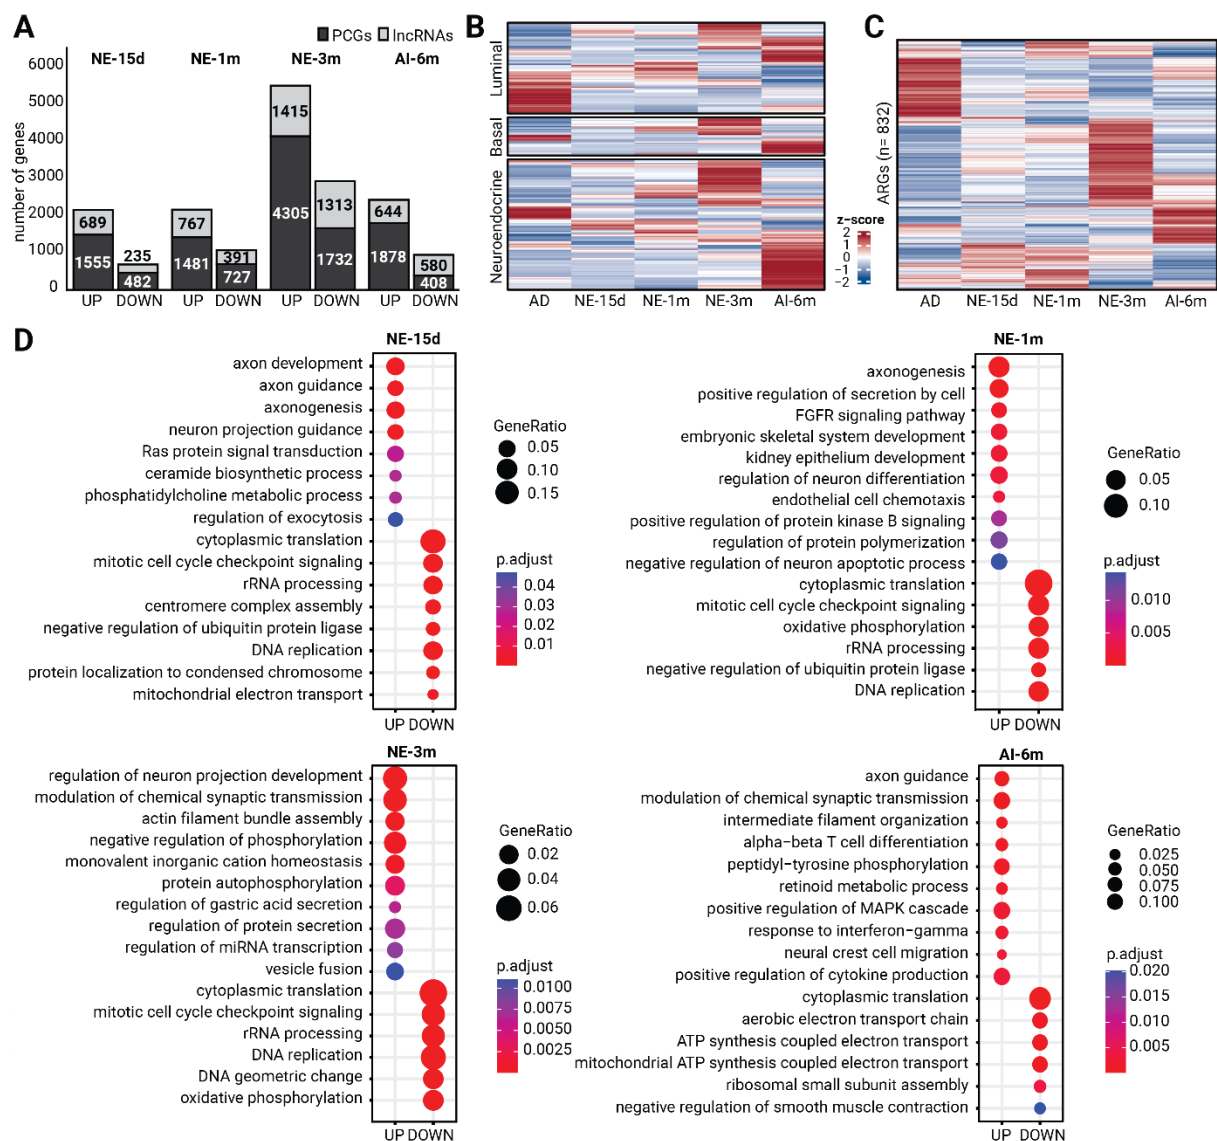 A
PCGs lncRNAs
NE-15d NE-1m NE-3m AI-6m
number of genes
6000
5000
4000
3000
2000
1000
0
689
1555
235
482
767
1481
391
727
1415
4305
1313
1732
644
1878
580
408
UP DOWN UP DOWN UP DOWN UP DOWN
B
Luminal
Basal
Neuroendocrine
AD NE-15d NE-1m NE-3m AI-6m
z-score
2
1
0
-1
-2
C
ARGs (n= 832)
AD NE-15d NE-1m NE-3m AI-6m
D
NE-15d
axon development
axon guidance
axonogenesis
neuron projection guidance
Ras protein signal transduction
ceramide biosynthetic process
phosphatidylcholine metabolic process
regulation of exocytosis
cytoplasmic translation
mitotic cell cycle checkpoint signaling
rRNA processing
centromere complex assembly
negative regulation of ubiquitin protein ligase
DNA replication
protein localization to condensed chromosome
mitochondrial electron transport
UP DOWN
GeneRatio
0.05
0.10
0.15
p.adjust
0.04
0.03
0.02
0.01
NE-1m
axonogenesis
positive regulation of secretion by cell
FGFR signaling pathway
embryonic skeletal system development
kidney epithelium development
regulation of neuron differentiation
endothelial cell chemotaxis
positive regulation of protein kinase B signaling
regulation of protein polymerization
negative regulation of neuron apoptotic process
cytoplasmic translation
mitotic cell cycle checkpoint signaling
oxidative phosphorylation
rRNA processing
negative regulation of ubiquitin protein ligase
DNA replication
UP DOWN
GeneRatio
0.05
0.10
p.adjust
0.010
0.005
NE-3m
regulation of neuron projection development
modulation of chemical synaptic transmission
actin filament bundle assembly
negative regulation of phosphorylation
monovalent inorganic cation homeostasis
protein autophosphorylation
regulation of gastric acid secretion
regulation of protein secretion
regulation of miRNA transcription
vesicle fusion
cytoplasmic translation
mitotic cell cycle checkpoint signaling
rRNA processing
DNA replication
DNA geometric change
oxidative phosphorylation
UP DOWN
GeneRatio
0.02
0.04
0.06
p.adjust
0.0100
0.0075
0.0050
0.0025
AI-6m
axon guidance
modulation of chemical synaptic transmission
intermediate filament organization
alpha-beta T cell differentiation
peptidyl-tyrosine phosphorylation
retinoid metabolic process
positive regulation of MAPK cascade
response to interferon-gamma
neural crest cell migration
positive regulation of cytokine production
cytoplasmic translation
aerobic electron transport chain
ATP synthesis coupled electron transport
mitochondrial ATP synthesis coupled electron transport
ribosomal small subunit assembly
negative regulation of smooth muscle contraction
UP DOWN
GeneRatio
0.025
0.050
0.075
0.100
p.adjust
0.020
0.015
0.010
0.005